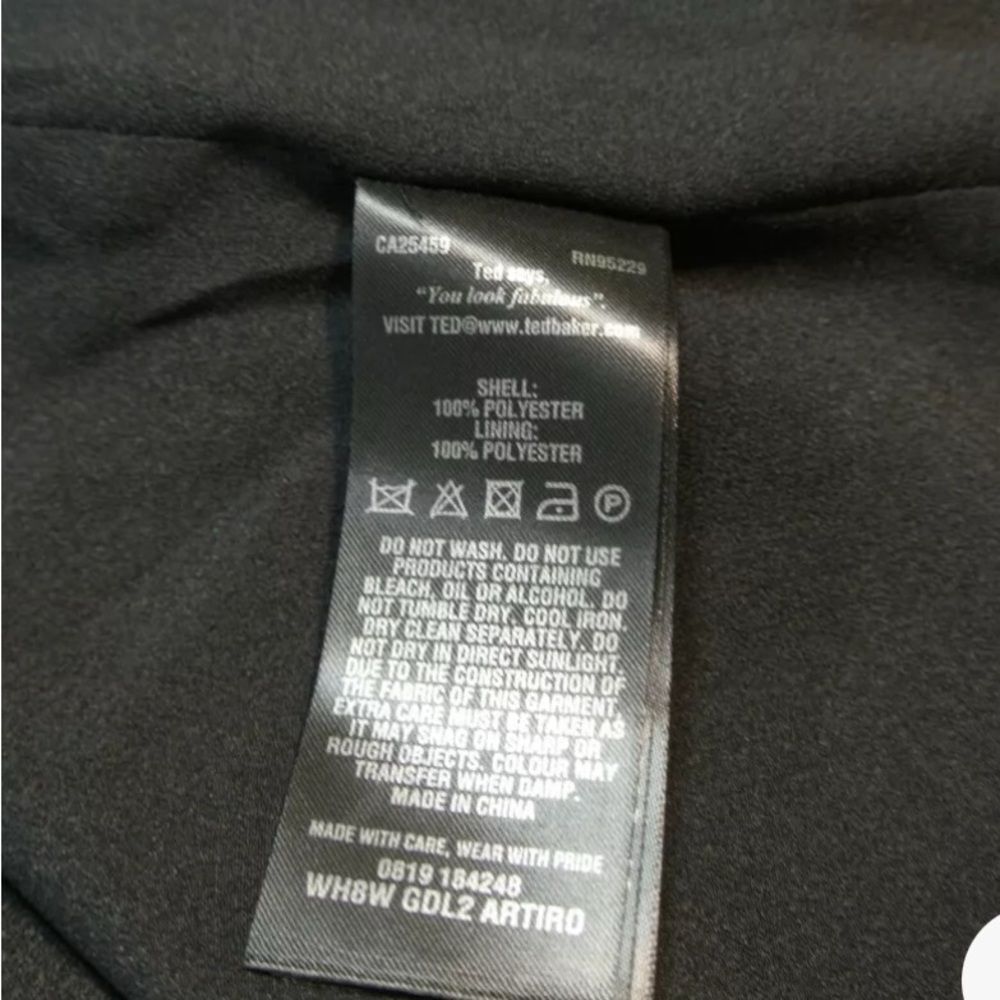 CA25459 RN95229
Ted says,
"You look fabulous".
VISIT TED@www.tedbaker.com
SHELL:
100% POLYESTER
LINING:
100% POLYESTER
P
DO NOT WASH. DO NOT USE
PRODUCTS CONTAINING
BLEACH, OIL OR ALCOHOL. DO
NOT TUMBLE DRY. COOL IRON.
DRY CLEAN SEPARATELY. DO
NOT DRY IN DIRECT SUNLIGHT.
DUE TO THE CONSTRUCTION OF
THE FABRIC OF THIS GARMENT,
EXTRA CARE MUST BE TAKEN AS
IT MAY SNAG ON SHARP OR
ROUGH OBJECTS. COLOUR MAY
TRANSFER WHEN DAMP.
MADE IN CHINA
MADE WITH CARE, WEAR WITH PRIDE
0819 184248
WH8W GDL2 ARTIRO